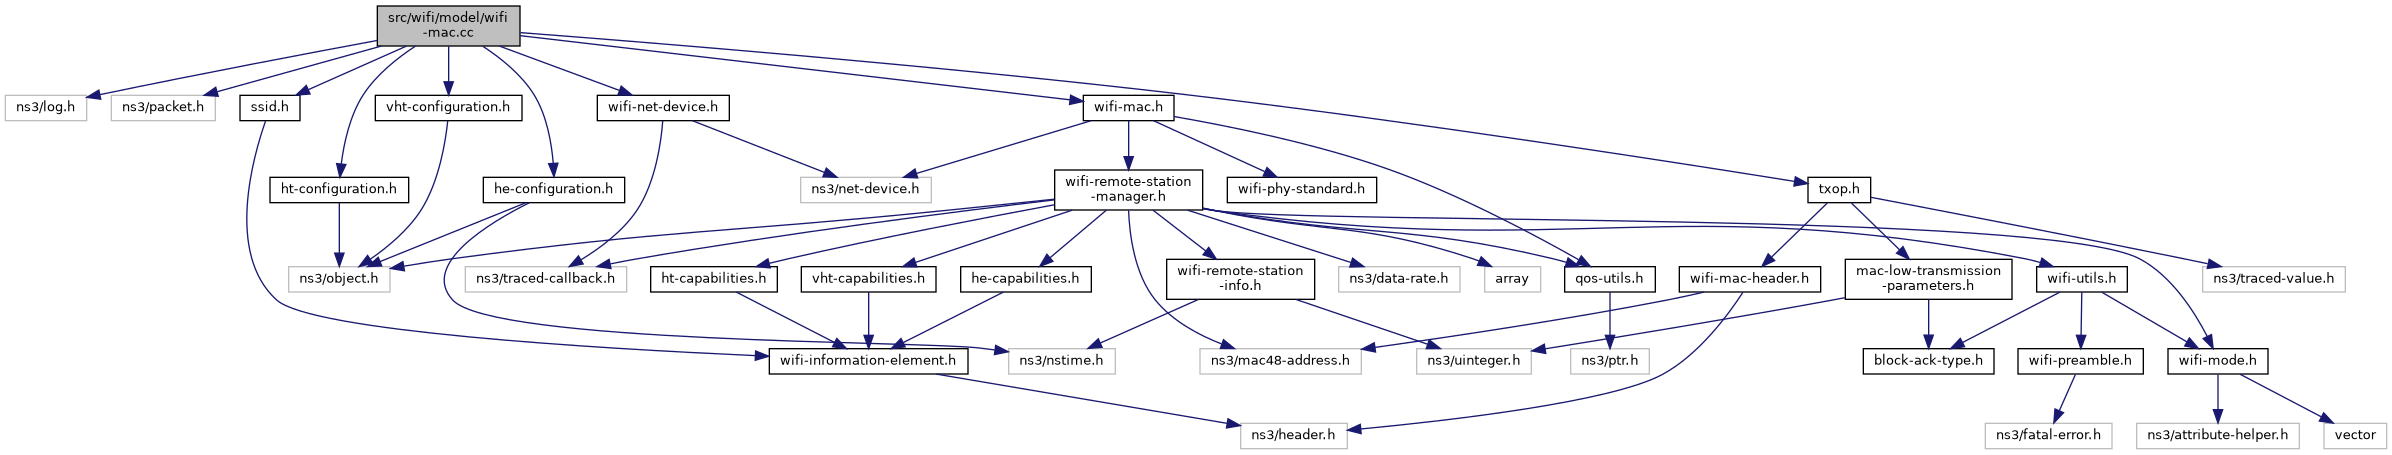 src/wifi/model/wifi
-mac.cc
ns3/log.h
ns3/packet.h
ssid.h
vht-configuration.h
wifi-net-device.h
wifi-mac.h
ht-configuration.h
he-configuration.h
ns3/net-device.h
wifi-remote-station
-manager.h
wifi-phy-standard.h
txop.h
ns3/object.h
ns3/traced-callback.h
ht-capabilities.h
vht-capabilities.h
he-capabilities.h
wifi-remote-station
-info.h
ns3/data-rate.h
array
qos-utils.h
wifi-mac-header.h
mac-low-transmission
-parameters.h
wifi-utils.h
ns3/traced-value.h
wifi-information-element.h
ns3/nstime.h
ns3/mac48-address.h
ns3/uinteger.h
ns3/ptr.h
block-ack-type.h
wifi-preamble.h
wifi-mode.h
ns3/header.h
ns3/fatal-error.h
ns3/attribute-helper.h
vector